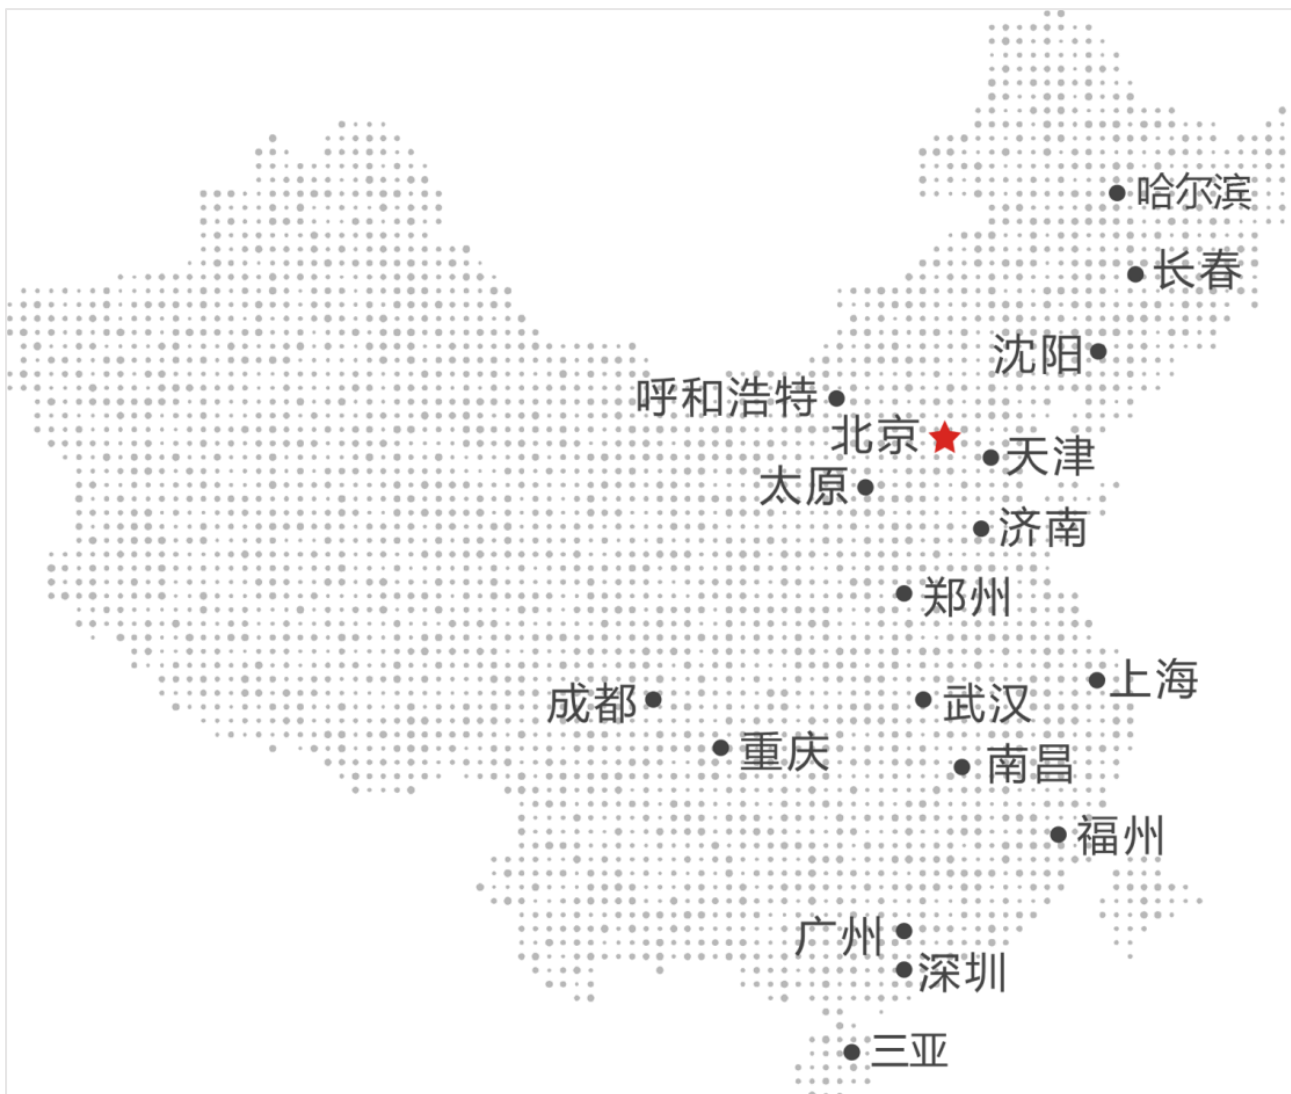 哈尔滨
长春
沈阳
呼和浩特
北京
天津
太原
济南
郑州
上海
成都
武汉
重庆
南昌
福州
广州
深圳
三亚